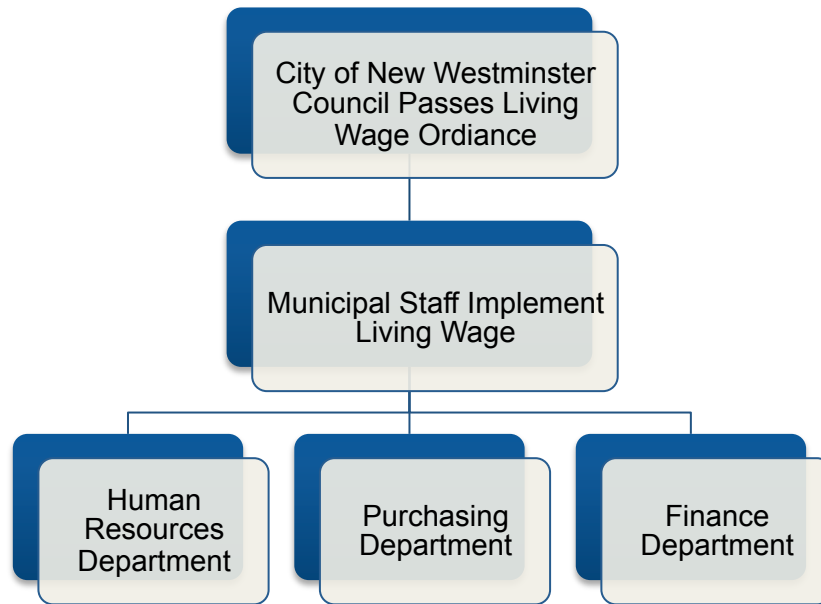 City of New Westminster
Council Passes Living
Wage Ordiance
Municipal Staff Implement
Living Wage
Human
Resources
Department
Purchasing
Department
Finance
Department